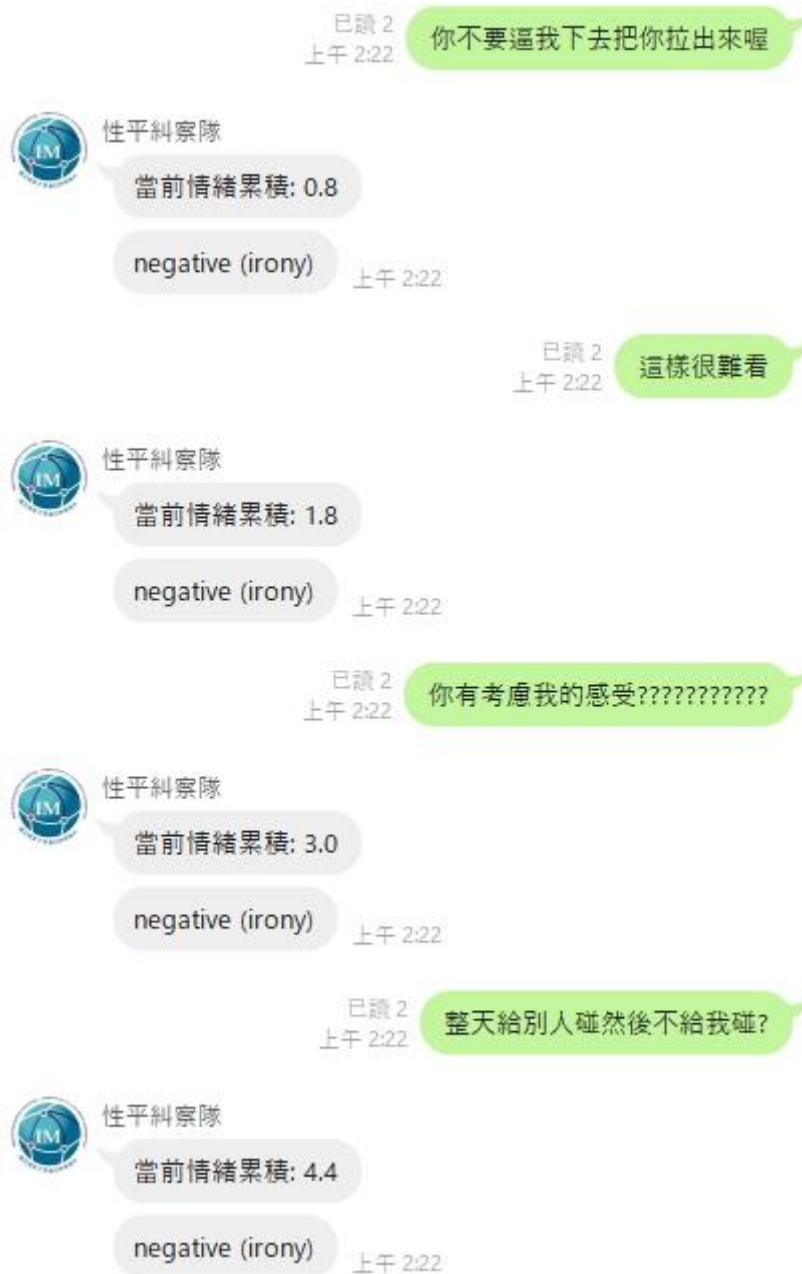 已讀 2
上午 2:22
你不要逼我下去把你拉出來喔
IM
性平糾察隊
當前情緒累積: 0.8
negative (irony)
上午 2:22
已讀 2
上午 2:22
這樣很難看
IM
性平糾察隊
當前情緒累積: 1.8
negative (irony)
上午 2:22
已讀 2
上午 2:22
你有考慮我的感受???????????
IM
性平糾察隊
當前情緒累積: 3.0
negative (irony)
上午 2:22
已讀 2
上午 2:22
整天給別人碰然後不給我碰?
IM
性平糾察隊
當前情緒累積: 4.4
negative (irony)
上午 2:22